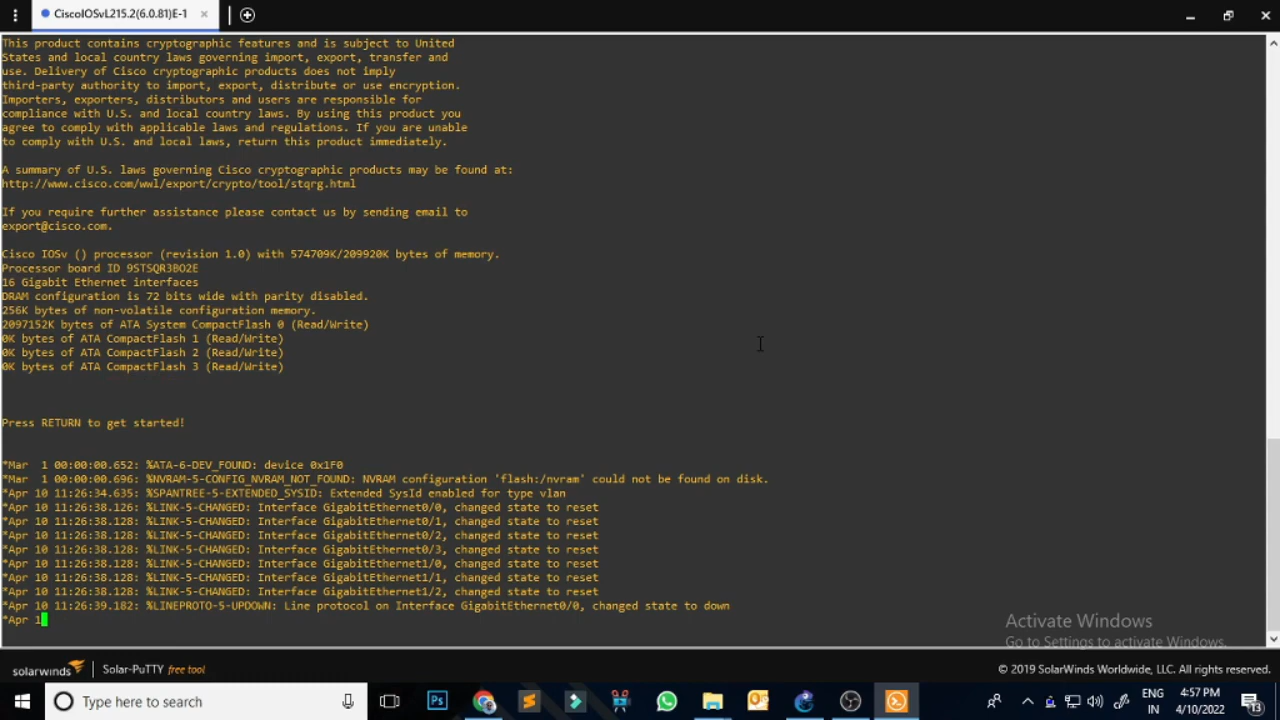 CiscoIOSvL215.2(6.0.81)E-1
This product contains cryptographic features and is subject to United
States and local country laws governing import, export, transfer and
use. Delivery of Cisco cryptographic products does not imply
third-party authority to import, export, distribute or use encryption.
Importers, exporters, distributors and users are responsible for
compliance with U.S. and local country laws. By using this product you
agree to comply with applicable laws and regulations. If you are unable
to comply with U.S. and local laws, return this product immediately.
A summary of U.S. laws governing Cisco cryptographic products may be found at:
http://www.cisco.com/wwl/export/crypto/tool/stqrg.html
If you require further assistance please contact us by sending email to
export@cisco.com.
Cisco IOSv () processor (revision 1.0) with 574709K/209920K bytes of memory.
Processor board ID 9STSQR3BO2E
16 Gigabit Ethernet interfaces
DRAM configuration is 72 bits wide with parity disabled.
256K bytes of non-volatile configuration memory.
2097152K bytes of ATA System CompactFlash 0 (Read/Write)
0K bytes of ATA CompactFlash 1 (Read/Write)
0K bytes of ATA CompactFlash 2 (Read/Write)
0K bytes of ATA CompactFlash 3 (Read/Write)
Press RETURN to get started!
*Mar  1 00:00:00.652: %ATA-6-DEV_FOUND: device 0x1F0
*Mar  1 00:00:00.696: %NVRAM-5-CONFIG_NVRAM_NOT_FOUND: NVRAM configuration 'flash:/nvram' could not be found on disk.
*Apr 10 11:26:34.635: %SPANTREE-5-EXTENDED_SYSID: Extended SysId enabled for type vlan
*Apr 10 11:26:38.126: %LINK-5-CHANGED: Interface GigabitEthernet0/0, changed state to reset
*Apr 10 11:26:38.128: %LINK-5-CHANGED: Interface GigabitEthernet0/1, changed state to reset
*Apr 10 11:26:38.128: %LINK-5-CHANGED: Interface GigabitEthernet0/2, changed state to reset
*Apr 10 11:26:38.128: %LINK-5-CHANGED: Interface GigabitEthernet0/3, changed state to reset
*Apr 10 11:26:38.128: %LINK-5-CHANGED: Interface GigabitEthernet1/0, changed state to reset
*Apr 10 11:26:38.128: %LINK-5-CHANGED: Interface GigabitEthernet1/1, changed state to reset
*Apr 10 11:26:38.128: %LINK-5-CHANGED: Interface GigabitEthernet1/2, changed state to reset
*Apr 10 11:26:39.182: %LINEPROTO-5-UPDOWN: Line protocol on Interface GigabitEthernet0/0, changed state to down
*Apr 1
Activate Windows
Go to Settings to activate Windows.
solarwinds Solar-PuTTY free tool
© 2019 SolarWinds Worldwide, LLC. All rights reserved.
Type here to search
Ps
ENG
IN
4:57 PM
4/10/2022
13